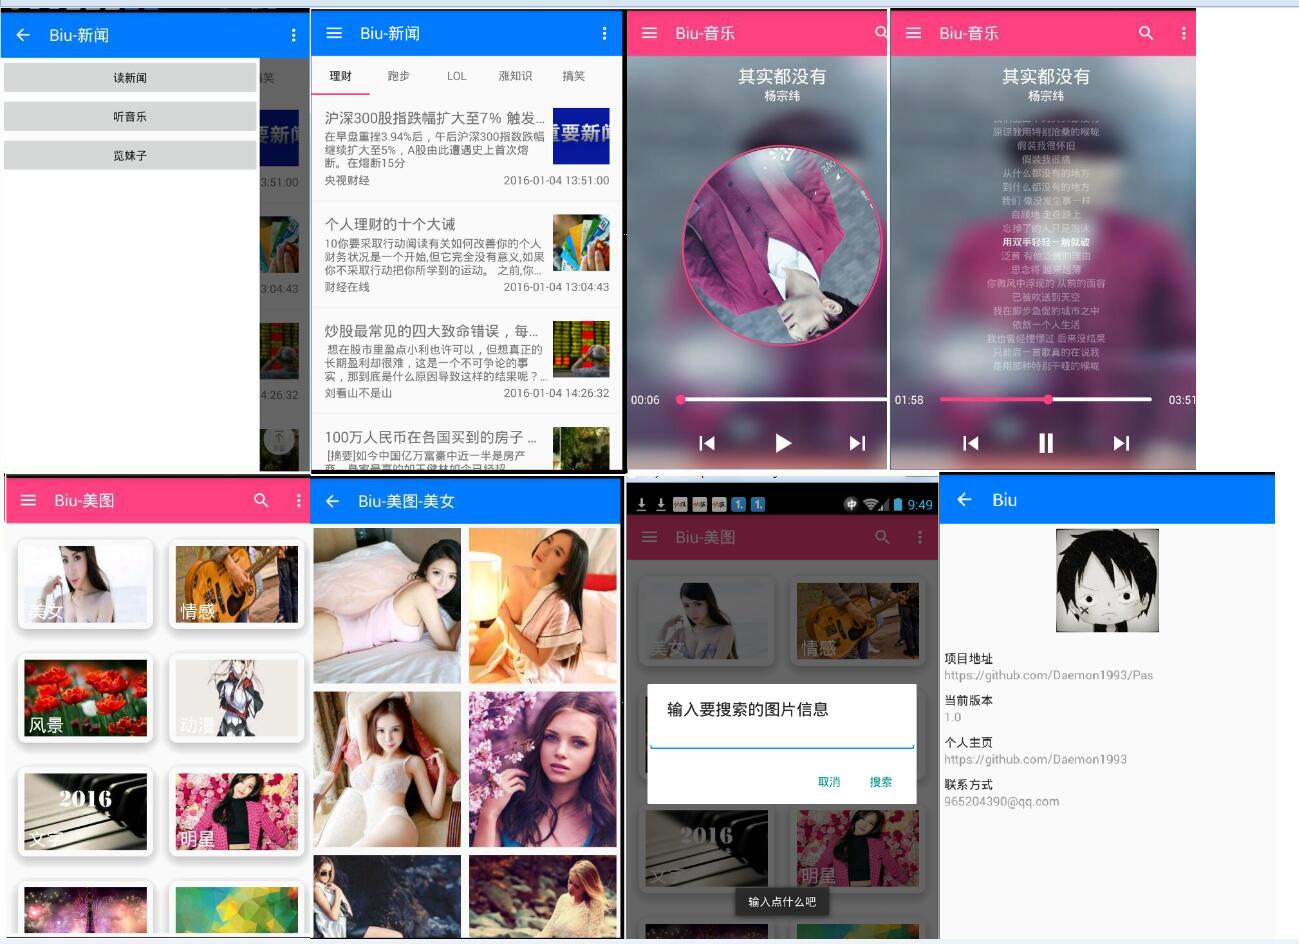 Biu-新闻
读新闻
听音乐
览妹子
笑
要新
3:51:00
3:04:43
4:26:32
Biu-新闻
理财
跑步
LOL
涨知识
搞笑
沪深300股指跌幅扩大至7% 触发...
在早盘重挫3.94%后，午后沪深300指数跌幅
继续扩大至5%，A股由此遭遇史上首次熔
断。在熔断15分
央视财经
2016-01-04 13:51:00
重要新
个人理财的十个大诫
10你要采取行动阅读有关如何改善你的个人
财务状况是一个开始,但它完全没有意义,如果
你不采取行动把你所学到的运动。 之前,你...
财经在线
2016-01-04 13:04:43
炒股最常见的四大致命错误，每...
想在股市里盈点小利也许可以，但想真正的
长期盈利却很难，这是一个不可争论的事
实，那到底是什么原因导致这样的结果呢？...
刘看山不是山
2016-01-04 14:26:32
100万人民币在各国买到的房子 ...
[摘要]如今中国亿万富豪中近一半是房产
Biu-音乐
其实都没有
杨宗纬
00:06
Biu-音乐
其实都没有
杨宗纬
原谅我用特别沧桑的喉咙
假装我很怀旧
假装我很痛
从什么都没有的地方
到什么都没有的地方
我们 像没发生事一样
自顾地 走在路上
忘掉了的人只是泡沫
用双手轻轻一触就破
泛黄 有他泛黄的理由
思念将 越来越薄
你微风中浮现的 从前的面容
已被吹送到天空
我在脚步急促的城市之中
依然一个人生活
我也曾经憧憬过 后来没结果
只能靠一首歌真的在说我
是用那种特别干哑的喉咙
01:58
03:51
Biu-美图
美女
情感
风景
动漫
2016
文字
明星
Biu-美图-美女
9:49
Biu-美图
美女
情感
输入要搜索的图片信息
取消
搜索
2016
文字
明星
输入点什么吧
Biu
项目地址
https://github.com/Daemon1993/Pas
当前版本
1.0
个人主页
https://github.com/Daemon1993
联系方式
965204390@qq.com